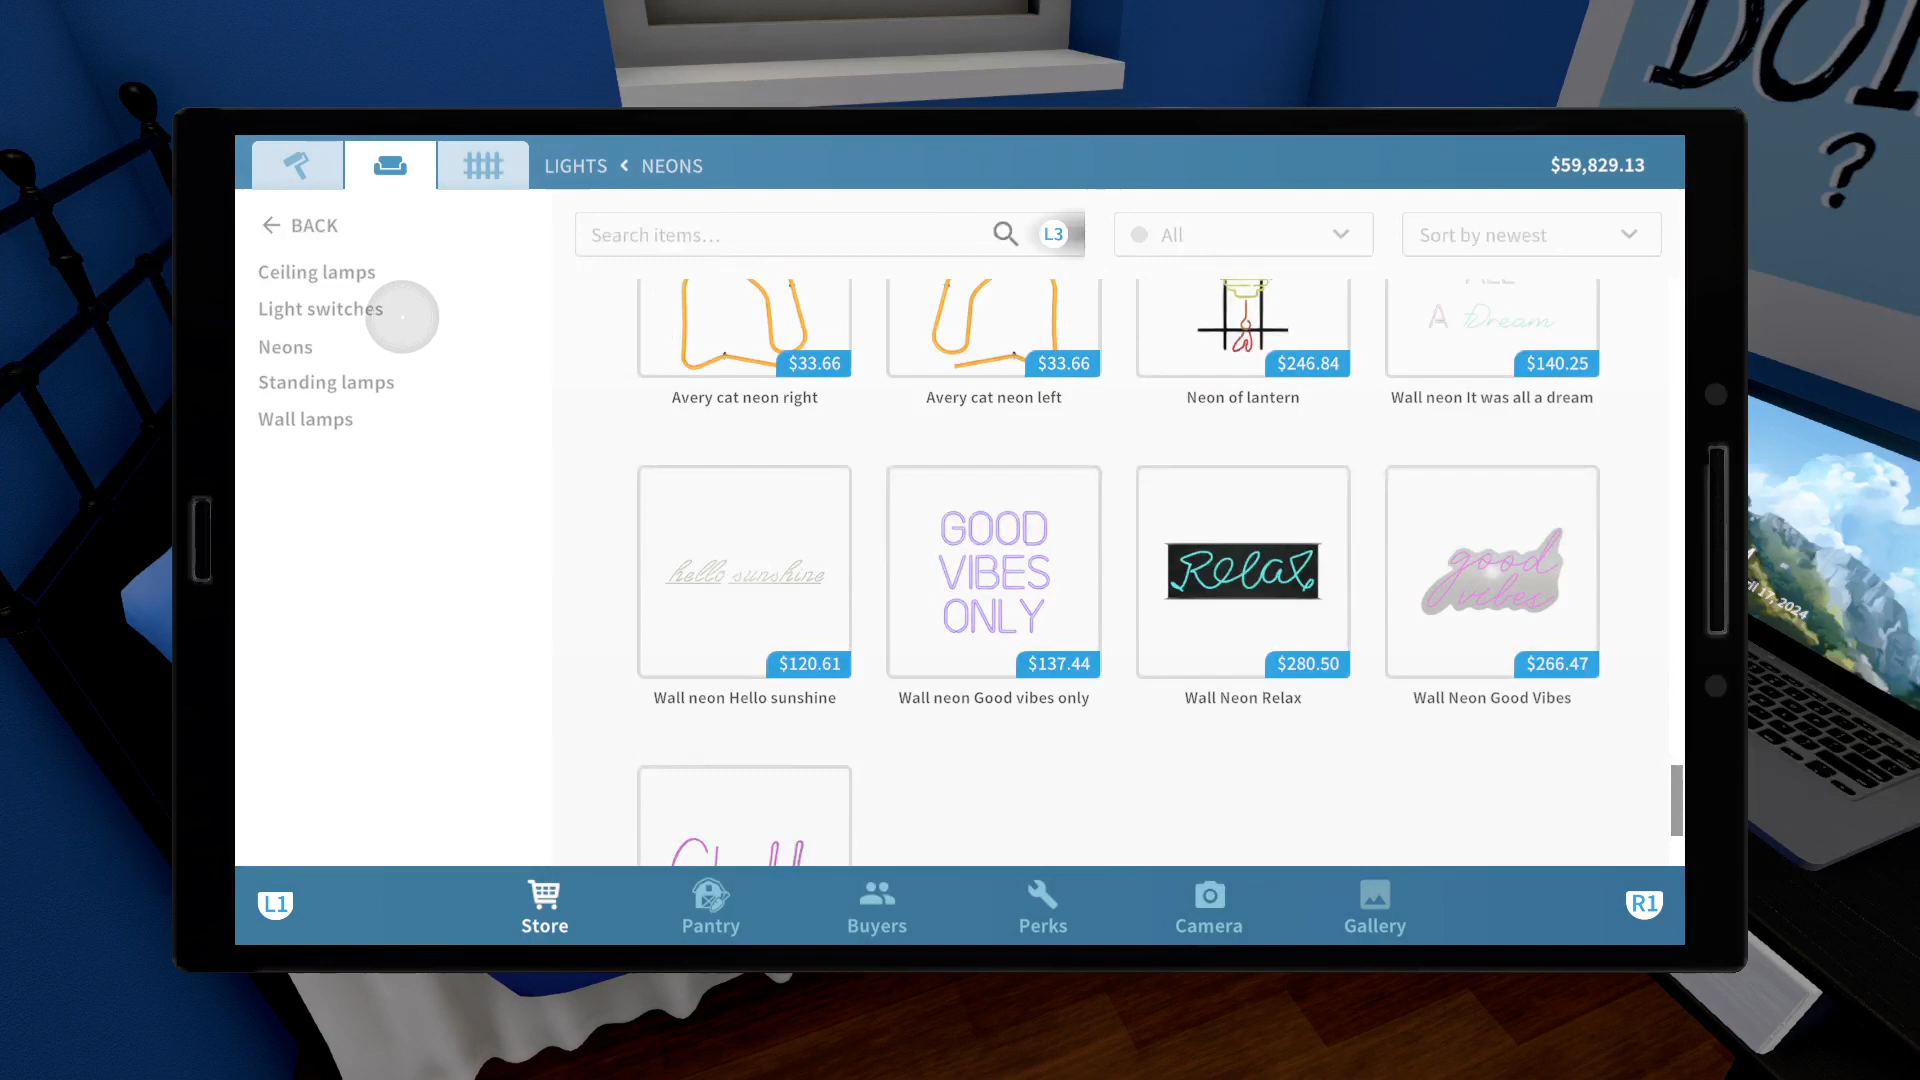 DOI
?
LIGHTS < NEONS
$59,829.13
BACK
Search items...
L3
All
Sort by newest
Ceiling lamps
Light switches
Neons
Standing lamps
Wall lamps
A Dream
$33.66
$33.66
$246.84
$140.25
Avery cat neon right
Avery cat neon left
Neon of lantern
Wall neon It was all a dream
hello sunshine
GOOD
VIBES
ONLY
Relax
good
vibes
$120.61
$137.44
$280.50
$266.47
Wall neon Hello sunshine
Wall neon Good vibes only
Wall Neon Relax
Wall Neon Good Vibes
ril 17, 2024
L1
Store
Pantry
Buyers
Perks
Camera
Gallery
R1